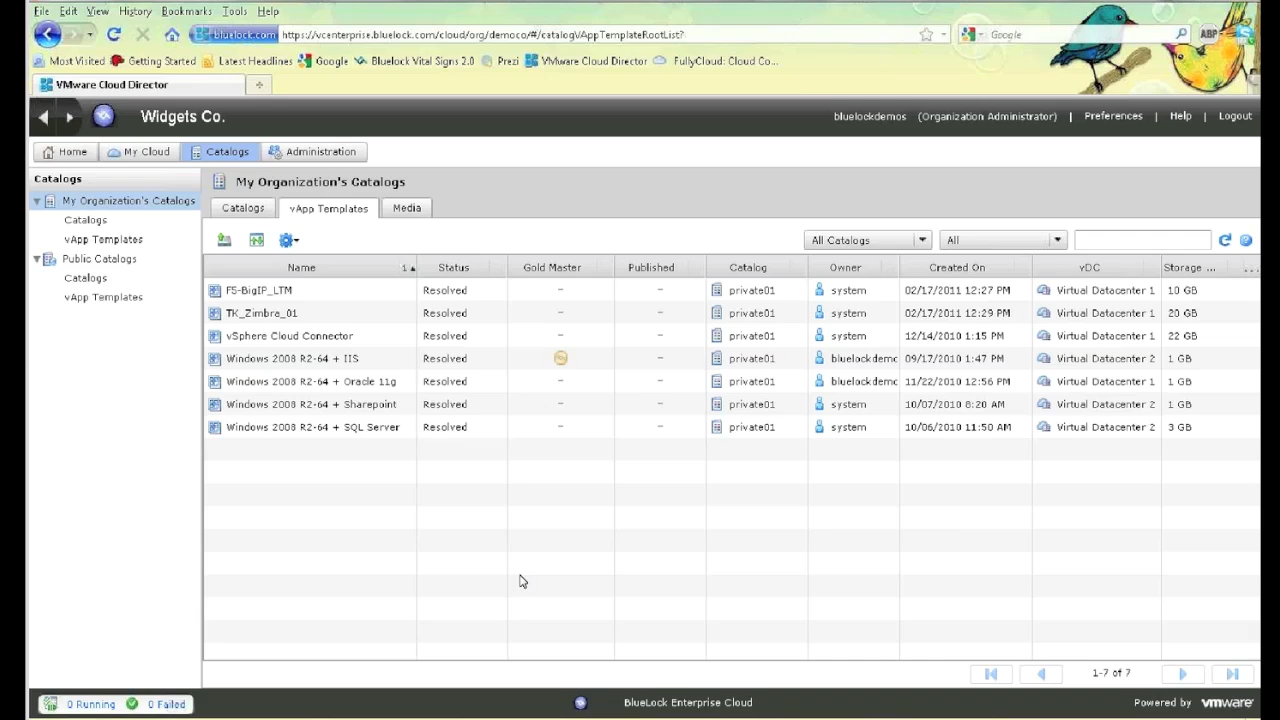 File Edit View History Bookmarks Tools Help
bluelock.com https://vcenterprise.bluelock.com/cloud/org/democo/#/catalogVAppTemplateRootList? Google ABP
Most Visited Getting Started Latest Headlines Google Bluelock Vital Signs 2.0 Prezi VMware Cloud Director FullyCloud: Cloud Co...
VMware Cloud Director
Widgets Co. bluelockdemos (Organization Administrator) | Preferences | Help | Logout
Home My Cloud Catalogs Administration
Catalogs
My Organization's Catalogs
Catalogs
vApp Templates
Public Catalogs
Catalogs
vApp Templates
My Organization's Catalogs
Catalogs vApp Templates Media
All Catalogs All
Name 1 Status Gold Master Published Catalog Owner Created On vDC Storage ... ...
F5-BigIP_LTM Resolved - - private01 system 02/17/2011 12:27 PM Virtual Datacenter 1 10 GB
TK_Zimbra_01 Resolved - - private01 system 02/17/2011 12:29 PM Virtual Datacenter 1 20 GB
vSphere Cloud Connector Resolved - - private01 system 12/14/2010 1:15 PM Virtual Datacenter 1 22 GB
Windows 2008 R2-64 + IIS Resolved - private01 bluelockdemo 09/17/2010 1:47 PM Virtual Datacenter 2 1 GB
Windows 2008 R2-64 + Oracle 11g Resolved - - private01 bluelockdemo 11/22/2010 12:56 PM Virtual Datacenter 1 1 GB
Windows 2008 R2-64 + Sharepoint Resolved - - private01 system 10/07/2010 8:20 AM Virtual Datacenter 2 1 GB
Windows 2008 R2-64 + SQL Server Resolved - - private01 system 10/06/2010 11:50 AM Virtual Datacenter 2 3 GB
1-7 of 7
0 Running 0 Failed BlueLock Enterprise Cloud Powered by vmware